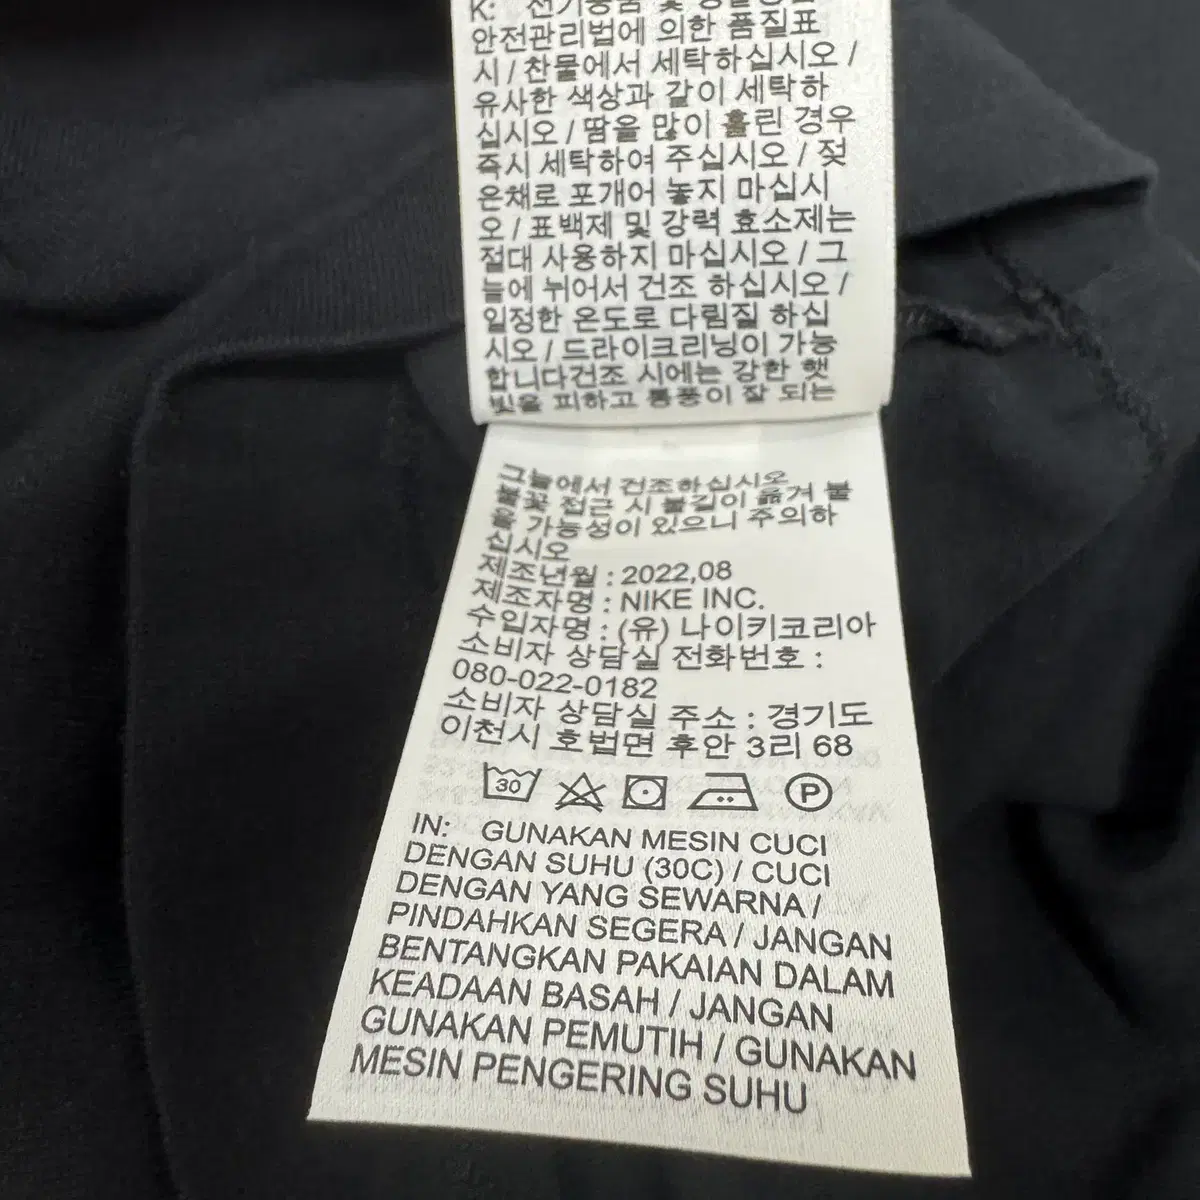 K: 전기용품 및 생활용품
안전관리법에 의한 품질표
시 / 찬물에서 세탁하십시오 /
유사한 색상과 같이 세탁하
십시오 / 땀을 많이 흘린 경우
즉시 세탁하여 주십시오 / 젖
은채로 포개어 놓지 마십시
오 / 표백제 및 강력 효소제는
절대 사용하지 마십시오 / 그
늘에 뉘어서 건조 하십시오 /
일정한 온도로 다림질 하십
시오 / 드라이크리닝이 가능
합니다건조 시에는 강한 햇
빛을 피하고 통풍이 잘 되는
그늘에서 건조하십시오
불꽃 접근 시 불길이 옮겨 붙
을 가능성이 있으니 주의하
십시오
제조년월 : 2022,08
제조자명 : NIKE INC.
수입자명 : (유) 나이키코리아
소비자 상담실 전화번호 :
080-022-0182
소비자 상담실 주소 : 경기도
이천시 호법면 후안 3리 68
30 P
IN: GUNAKAN MESIN CUCI
DENGAN SUHU (30C) / CUCI
DENGAN YANG SEWARNA /
PINDAHKAN SEGERA / JANGAN
BENTANGKAN PAKAIAN DALAM
KEADAAN BASAH / JANGAN
GUNAKAN PEMUTIH / GUNAKAN
MESIN PENGERING SUHU